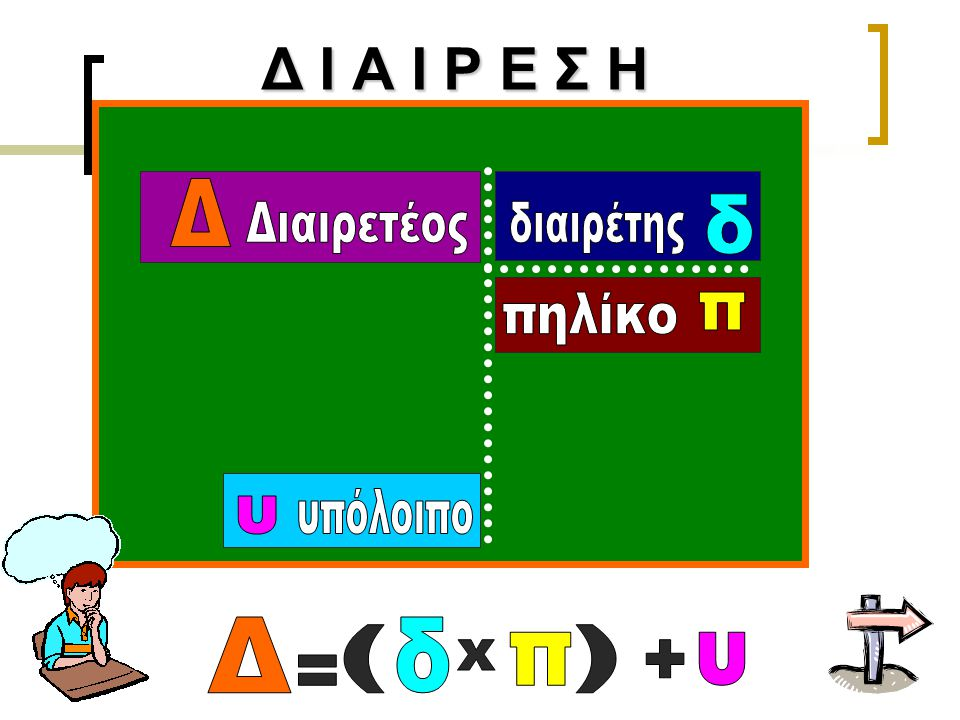 Δ Ι Α Ι Ρ Ε Σ Η
Δ Διαιρετέος
διαιρέτης δ
πηλίκο π
υ υπόλοιπο
Δ=(δ x π) +υ